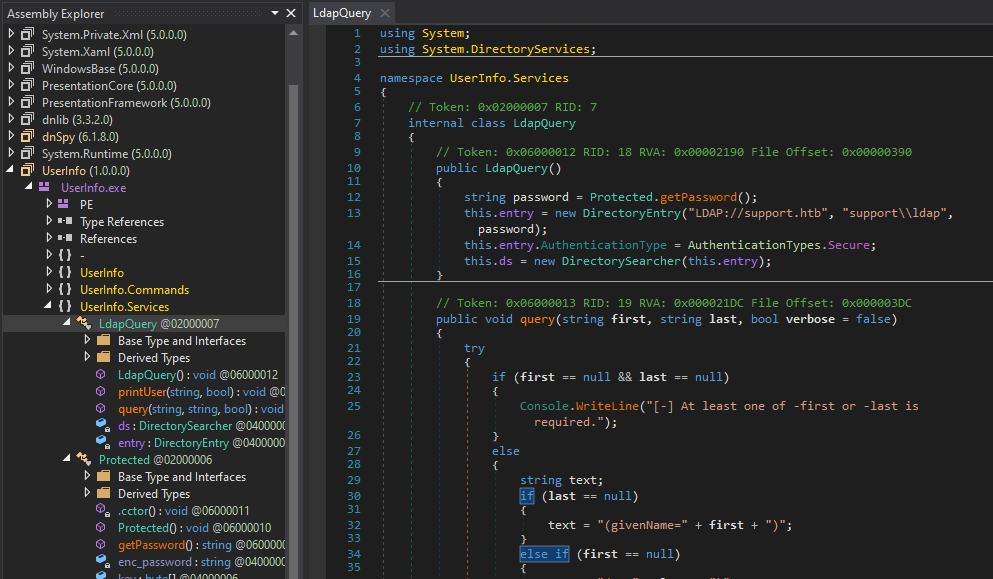 Assembly Explorer
System.Private.Xml (5.0.0.0)
System.Xaml (5.0.0.0)
WindowsBase (5.0.0.0)
PresentationCore (5.0.0.0)
PresentationFramework (5.0.0.0)
dnlib (3.3.2.0)
dnSpy (6.1.8.0)
System.Runtime (5.0.0.0)
UserInfo (1.0.0.0)
UserInfo.exe
PE
Type References
References
{ } -
{ } UserInfo
{ } UserInfo.Commands
{ } UserInfo.Services
LdapQuery @02000007
Base Type and Interfaces
Derived Types
LdapQuery() : void @06000012
printUser(string, bool) : void @0
query(string, string, bool) : void
ds : DirectorySearcher @040000
entry : DirectoryEntry @040000
Protected @02000006
Base Type and Interfaces
Derived Types
.cctor() : void @06000011
Protected() : void @06000010
getPassword() : string @060000
enc_password : string @040000
key : byte[] @04000006
LdapQuery
1 using System;
2 using System.DirectoryServices;
3
4 namespace UserInfo.Services
5 {
6 // Token: 0x02000007 RID: 7
7 internal class LdapQuery
8 {
9 // Token: 0x06000012 RID: 18 RVA: 0x00002190 File Offset: 0x00000390
10 public LdapQuery()
11 {
12 string password = Protected.getPassword();
13 this.entry = new DirectoryEntry("LDAP://support.htb", "support\\ldap",
password);
14 this.entry.AuthenticationType = AuthenticationTypes.Secure;
15 this.ds = new DirectorySearcher(this.entry);
16 }
17
18 // Token: 0x06000013 RID: 19 RVA: 0x000021DC File Offset: 0x000003DC
19 public void query(string first, string last, bool verbose = false)
20 {
21 try
22 {
23 if (first == null && last == null)
24 {
25 Console.WriteLine("[-] At least one of -first or -last is
required.");
26 }
27 else
28 {
29 string text;
30 if (last == null)
31 {
32 text = "(givenName=" + first + ")";
33 }
34 else if (first == null)
35 {